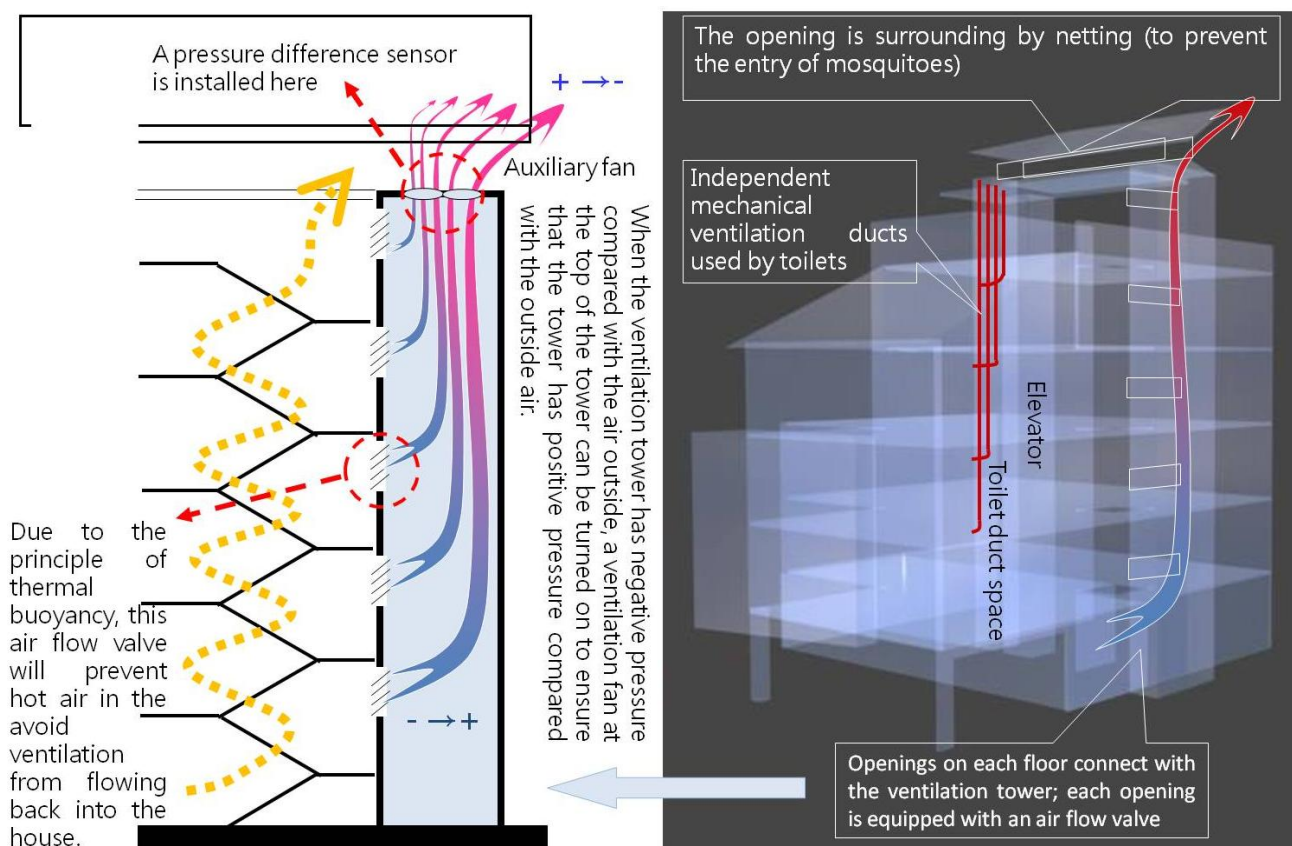 A pressure difference sensor
is installed here
+ →-
Auxiliary fan
When the ventilation tower has negative pressure
compared with the air outside, a ventilation fan at
the top of the tower can be turned on to ensure
that the tower has positive pressure compared
with the outside air.
Due to the
principle of
thermal
buoyancy, this
air flow valve
will prevent
hot air in the
avoid
ventilation
from flowing
back into the
house.
- →+
The opening is surrounding by netting (to prevent
the entry of mosquitoes)
Independent
mechanical
ventilation ducts
used by toilets
Elevator
Toilet duct space
Openings on each floor connect with
the ventilation tower; each opening
is equipped with an air flow valve